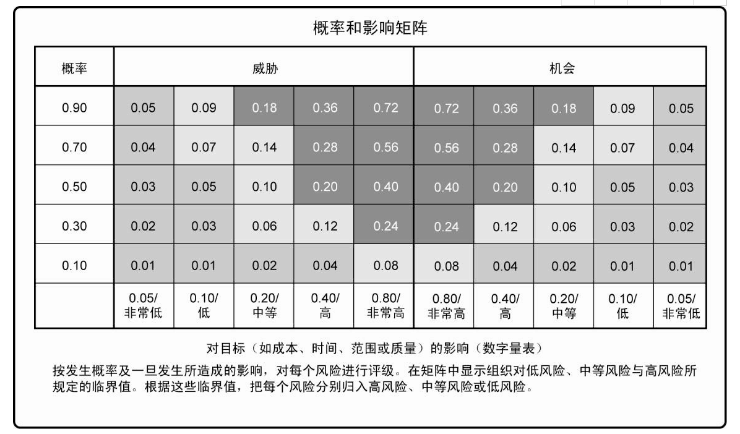 概率和影响矩阵
概率 威胁 机会
0.90 0.05 0.09 0.18 0.36 0.72 0.72 0.36 0.18 0.09 0.05
0.70 0.04 0.07 0.14 0.28 0.56 0.56 0.28 0.14 0.07 0.04
0.50 0.03 0.05 0.10 0.20 0.40 0.40 0.20 0.10 0.05 0.03
0.30 0.02 0.03 0.06 0.12 0.24 0.24 0.12 0.06 0.03 0.02
0.10 0.01 0.01 0.02 0.04 0.08 0.08 0.04 0.02 0.01 0.01
0.05/ 0.10/ 0.20/ 0.40/ 0.80/ 0.80/ 0.40/ 0.20/ 0.10/ 0.05/
非常低 低 中等 高 非常高 非常高 高 中等 低 非常低
对目标（如成本、时间、范围或质量）的影响（数字量表）
按发生概率及一旦发生所造成的影响，对每个风险进行评级。在矩阵中显示组织对低风险、中等风险与高风险所
规定的临界值。根据这些临界值，把每个风险分别归入高风险、中等风险或低风险。